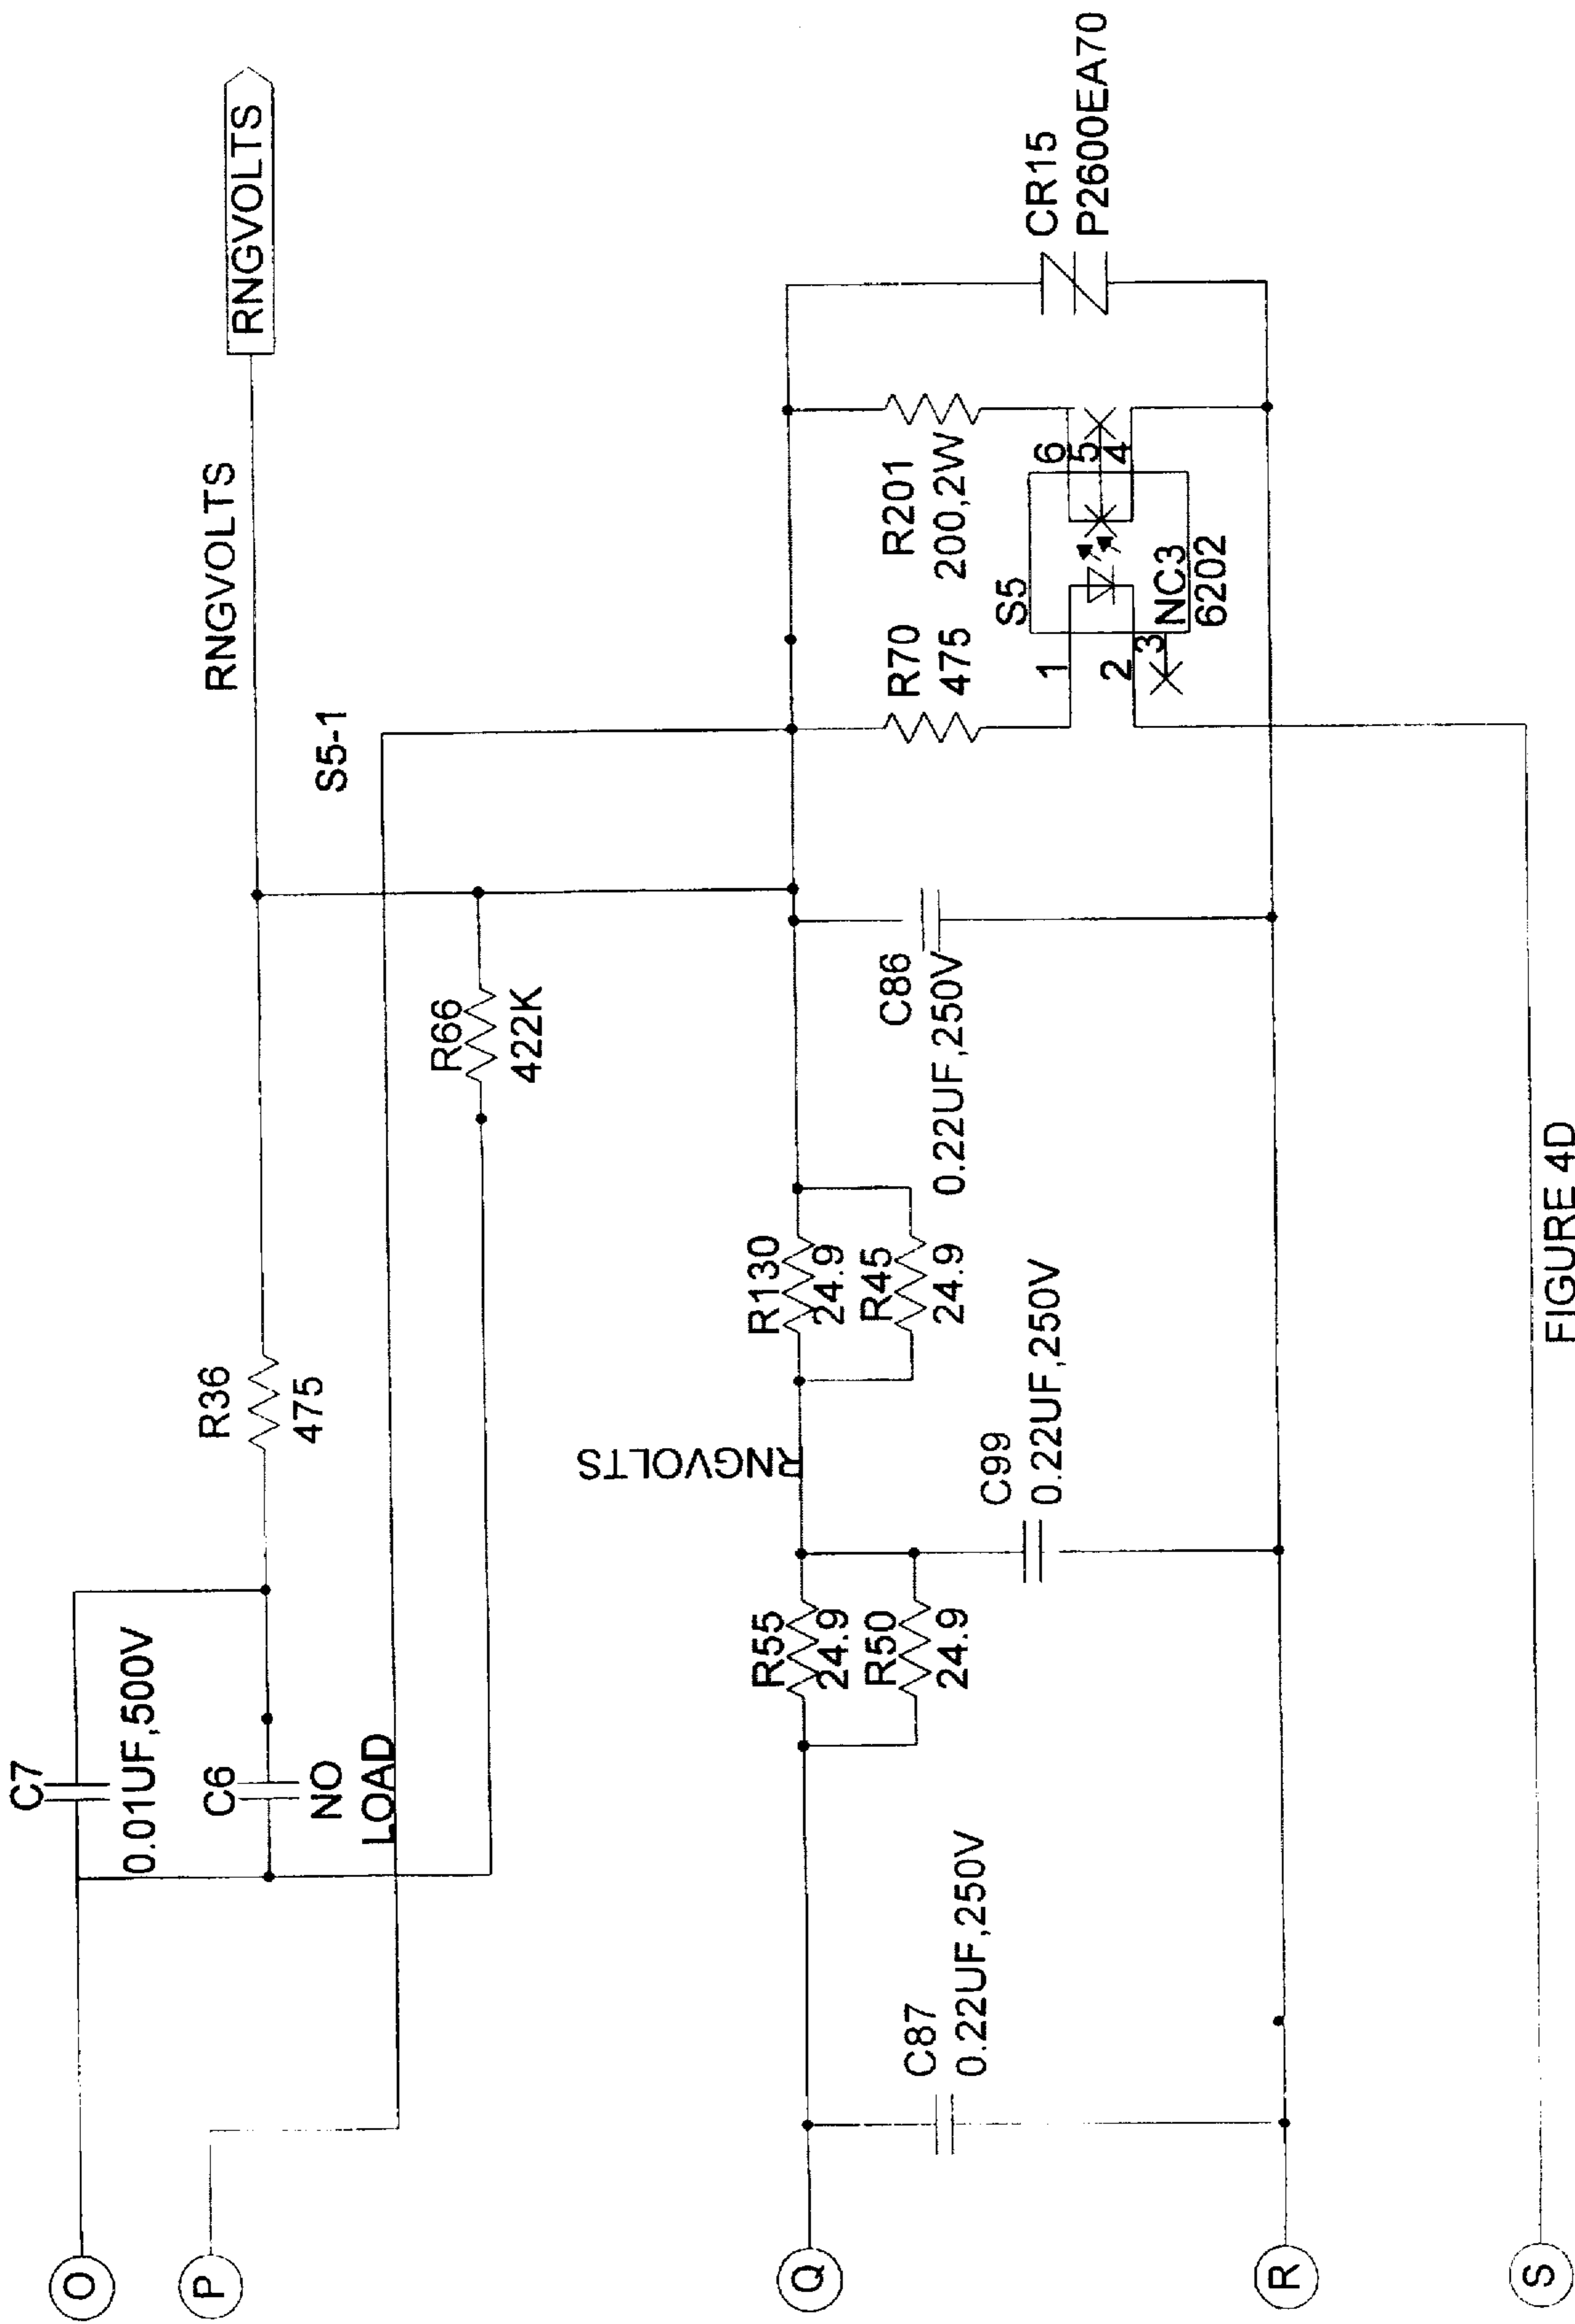 O
C7
0.01UF,500V
C6
NO
LOAD
R36
475
RNGVOLTS
RNGVOLTS
P
S5-1
R66
422K
Q
R55
24.9
R50
24.9
RNGVOLTS
R130
24.9
R45
24.9
C87
0.22UF,250V
C99
0.22UF,250V
C86
0.22UF,250V
R70
475
R201
200,2W
S5
1
2
3
NC3
6202
6
5
4
CR15
P2600EA70
R
S
FIGURE 4D